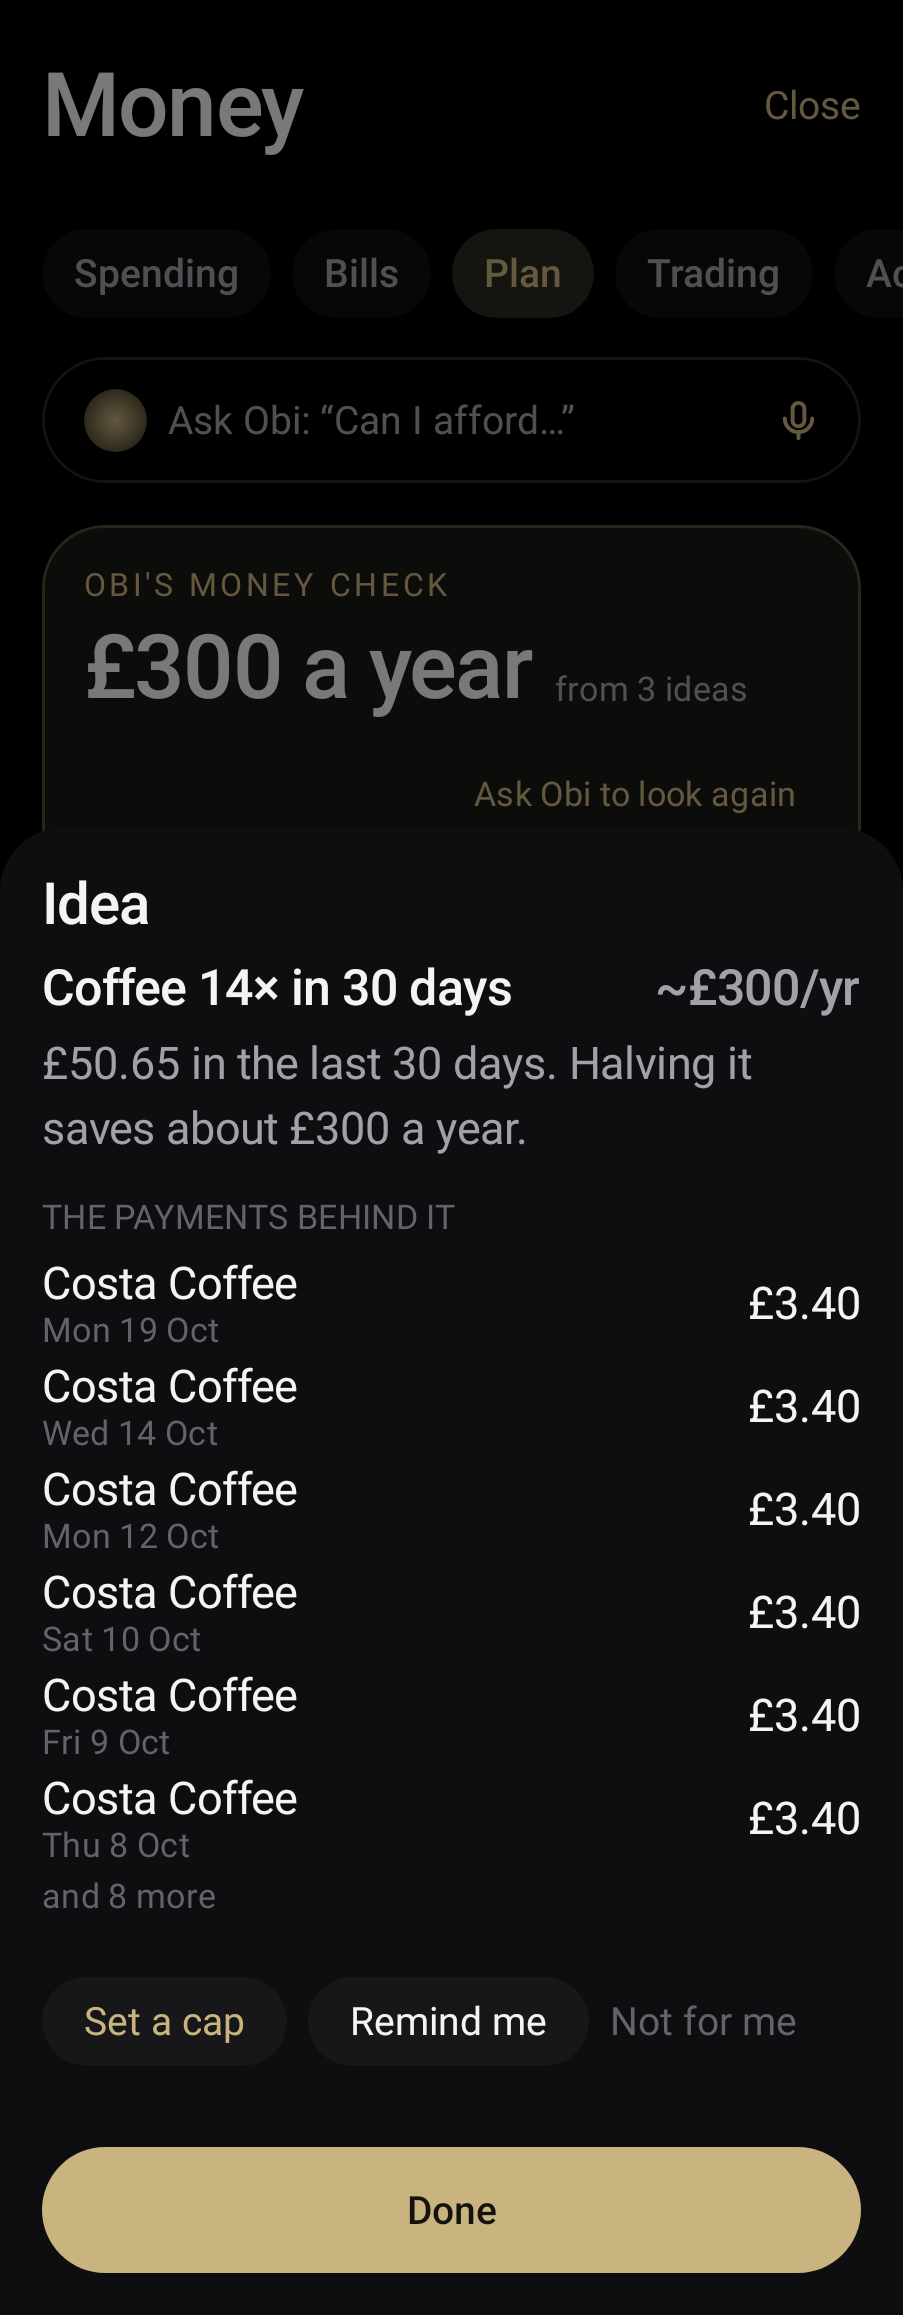 Money
Close
Spending
Bills
Plan
Trading
Ask Obi: “Can I afford…”
OBI'S MONEY CHECK
£300 a year from 3 ideas
Ask Obi to look again
Idea
Coffee 14× in 30 days ~£300/yr
£50.65 in the last 30 days. Halving it
saves about £300 a year.
THE PAYMENTS BEHIND IT
Costa Coffee
£3.40
Mon 19 Oct
Costa Coffee
£3.40
Wed 14 Oct
Costa Coffee
£3.40
Mon 12 Oct
Costa Coffee
£3.40
Sat 10 Oct
Costa Coffee
£3.40
Fri 9 Oct
Costa Coffee
£3.40
Thu 8 Oct
and 8 more
Set a cap
Remind me
Not for me
Done